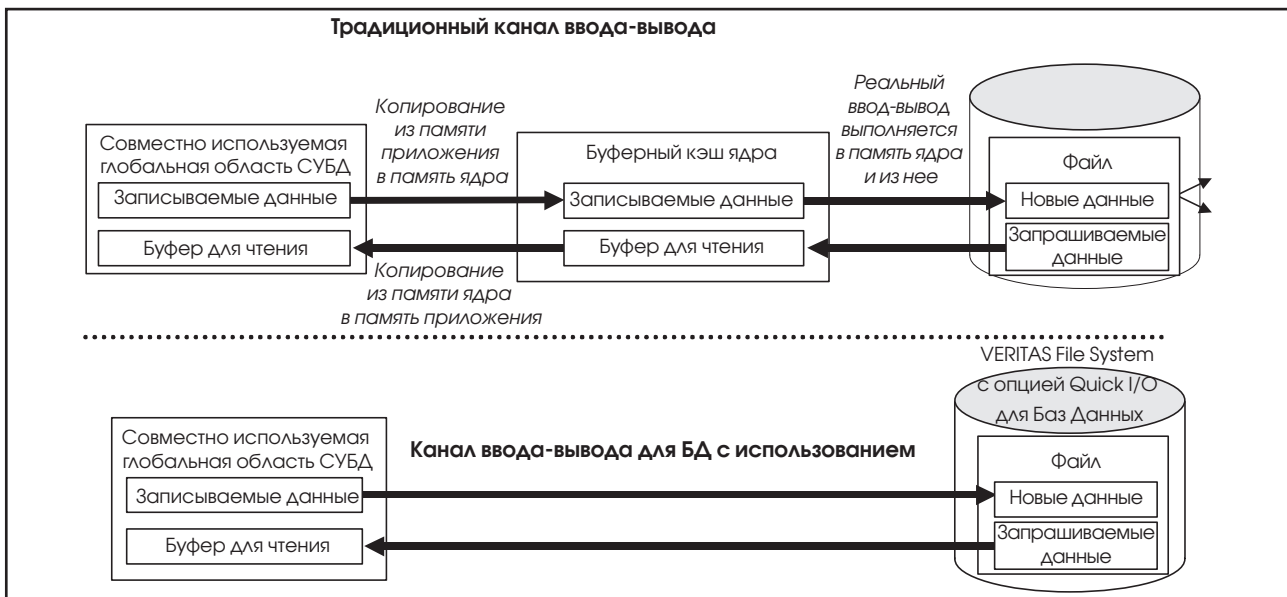 Традиционный канал ввода-вывода
Копирование
из памяти
приложения
в память ядра
Реальный
ввод-вывод
выполняется
в память ядра
и из нее
Совместно используемая
глобальная область СУБД
Записываемые данные
Буфер для чтения
Буферный кэш ядра
Записываемые данные
Буфер для чтения
Файл
Новые данные
Запрашиваемые
данные
Копирование
из памяти ядра
в память приложения
VERITAS File System
с опцией Quick I/O
для Баз Данных
Совместно используемая
глобальная область СУБД
Записываемые данные
Буфер для чтения
Канал ввода-вывода для БД с использованием
Файл
Новые данные
Запрашиваемые
данные